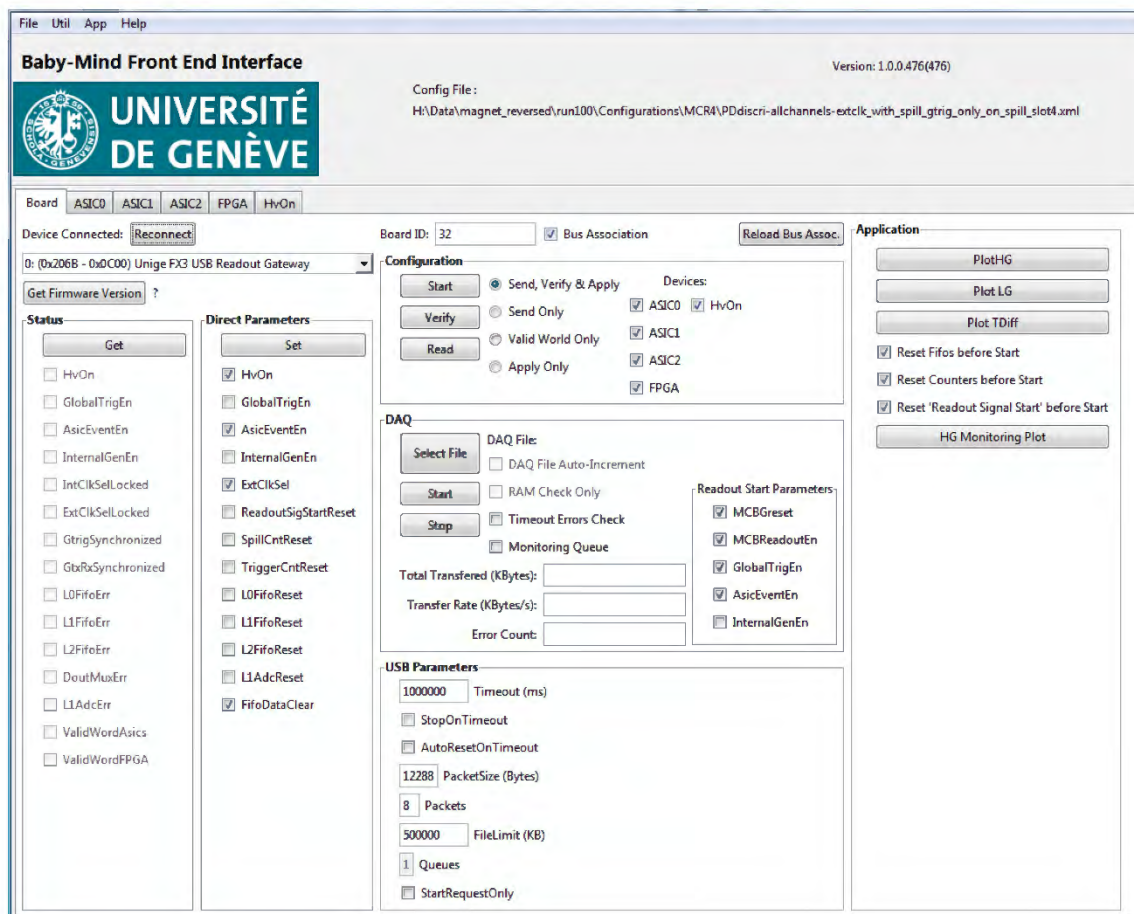 File Util App Help
Baby-Mind Front End Interface
Version: 1.0.0.476(476)
Config File :
H:\Data\magnet_reversed\run100\Configurations\MCR4\PDdiscri-allchannels-extclk_with_spill_gtrig_only_on_spill_slot4.xml
UNIVERSITÉ
DE GENÈVE
Board ASIC0 ASIC1 ASIC2 FPGA HvOn
Device Connected: Reconnect
0: (0x206B - 0x0C00) Unige FX3 USB Readout Gateway
Get Firmware Version ?
Status
Get
HvOn
GlobalTrigEn
AsicEventEn
InternalGenEn
IntClkSelLocked
ExtClkSelLocked
GtrigSynchronized
GtxRxSynchronized
L0FifoErr
L1FifoErr
L2FifoErr
DoutMuxErr
L1AdcErr
ValidWordAsics
ValidWordFPGA
Direct Parameters
Set
HvOn
GlobalTrigEn
AsicEventEn
InternalGenEn
ExtClkSel
ReadoutSigStartReset
SpillCntReset
TriggerCntReset
L0FifoReset
L1FifoReset
L2FifoReset
L1AdcReset
FifoDataClear
Board ID: 32 Bus Association Reload Bus Assoc.
Configuration
Start Send, Verify & Apply Devices:
Send Only ASIC0 HvOn
Verify
Valid World Only ASIC1
Read
Apply Only ASIC2
FPGA
DAQ
Select File DAQ File:
DAQ File Auto-Increment
Start RAM Check Only
Stop Timeout Errors Check
Monitoring Queue
Total Transfered (KBytes):
Transfer Rate (KBytes/s):
Error Count:
Readout Start Parameters
MCBGreset
MCBReadoutEn
GlobalTrigEn
AsicEventEn
InternalGenEn
USB Parameters
1000000 Timeout (ms)
StopOnTimeout
AutoResetOnTimeout
12288 PacketSize (Bytes)
8 Packets
500000 FileLimit (KB)
1 Queues
StartRequestOnly
Application
PlotHG
Plot LG
Plot TDiff
Reset Fifos before Start
Reset Counters before Start
Reset 'Readout Signal Start' before Start
HG Monitoring Plot